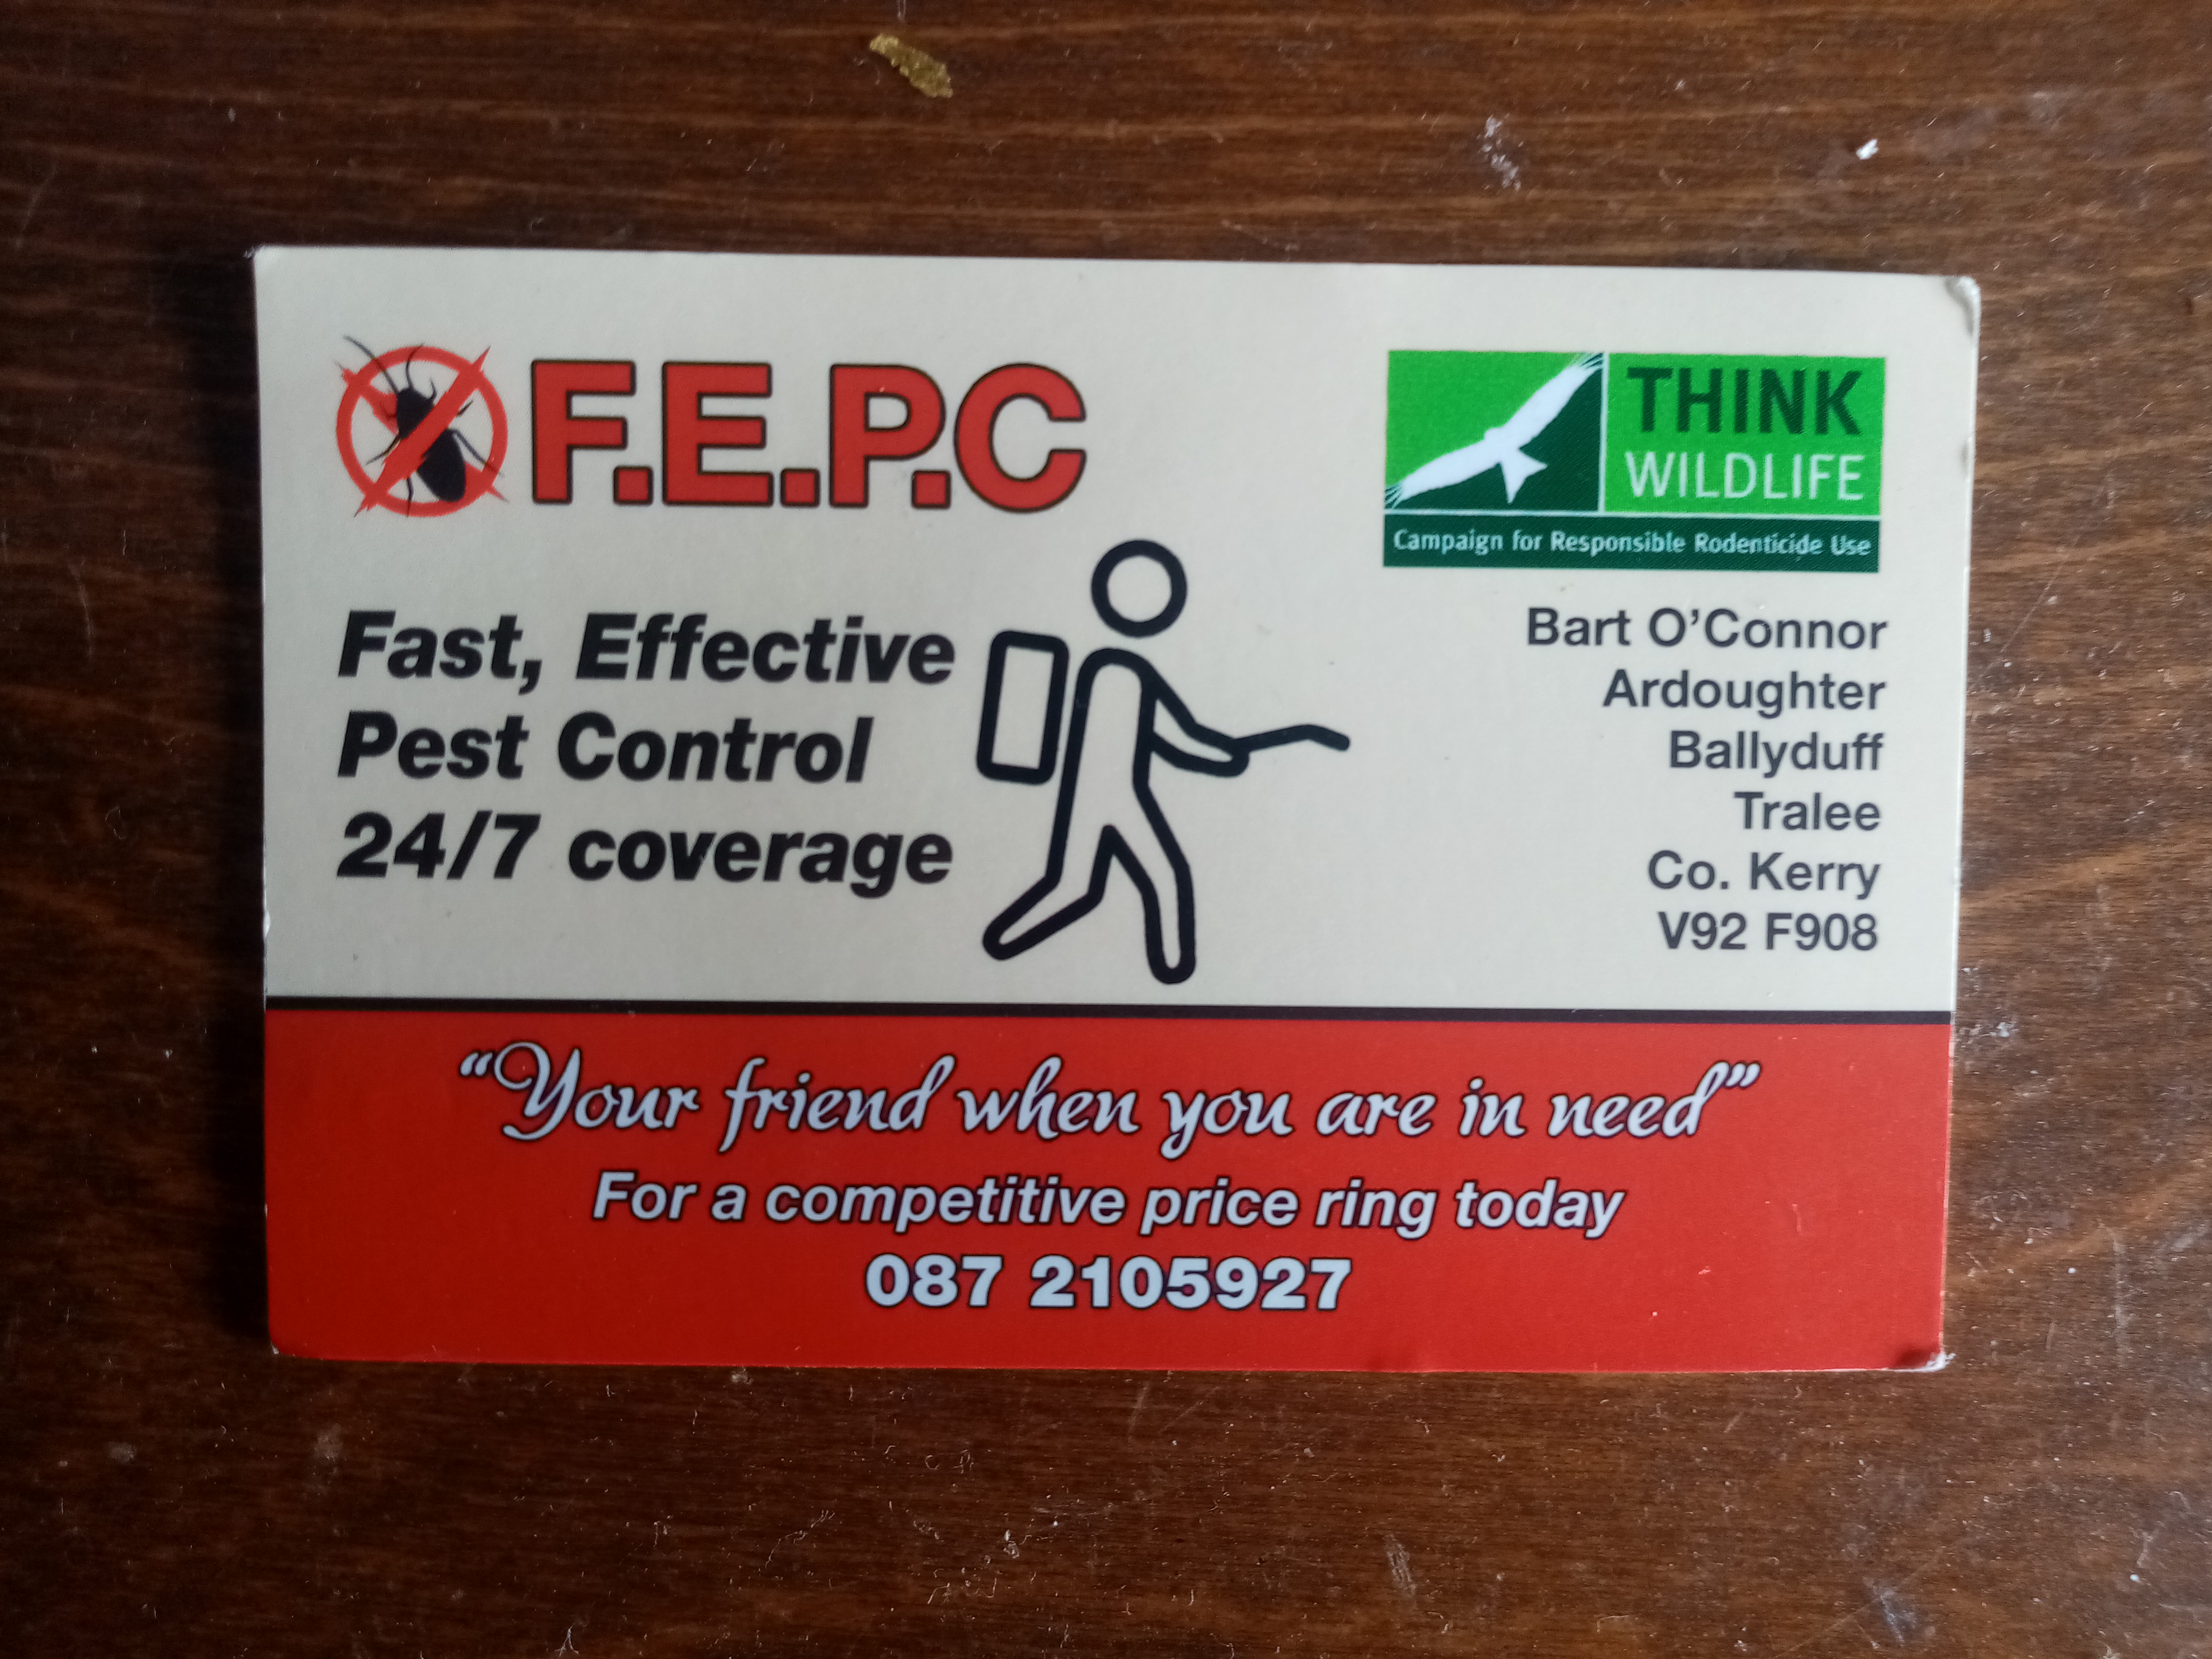 F.E.P.C
Fast, Effective
Pest Control
24/7 coverage
THINK
WILDLIFE
Campaign for Responsible Rodenticide Use
Bart O'Connor
Ardoughter
Ballyduff
Tralee
Co. Kerry
V92 F908
"Your friend when you are in need"
For a competitive price ring today
087 2105927